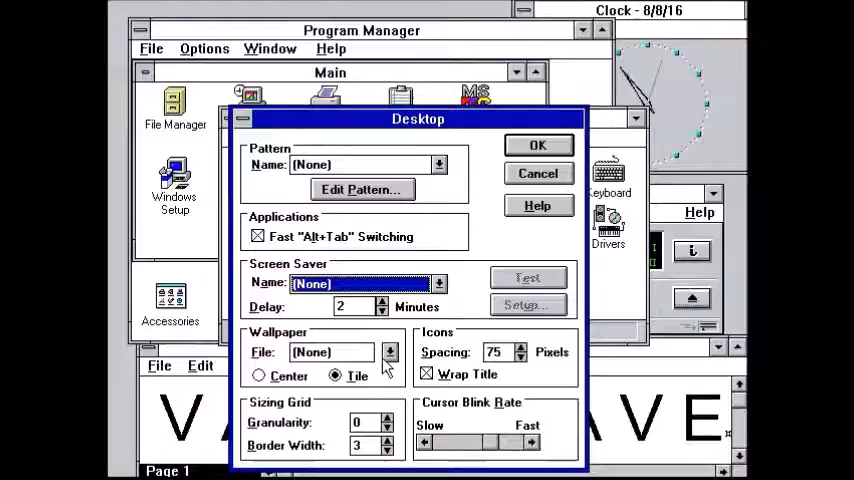 Clock - 8/8/16
Program Manager
File Options Window Help
Main
File Manager
MS
Windows Setup
Accessories
Desktop
Pattern
Name: (None)
Edit Pattern...
OK
Cancel
Help
Applications
Fast "Alt+Tab" Switching
Screen Saver
Name: (None)
Delay: 2 Minutes
Test
Setup...
Wallpaper
File: (None)
Center Tile
Icons
Spacing: 75 Pixels
Wrap Title
Sizing Grid
Granularity: 0
Border Width: 3
Cursor Blink Rate
Slow Fast
Keyboard
Drivers
Help
File Edit
VA
AVE
Page 1